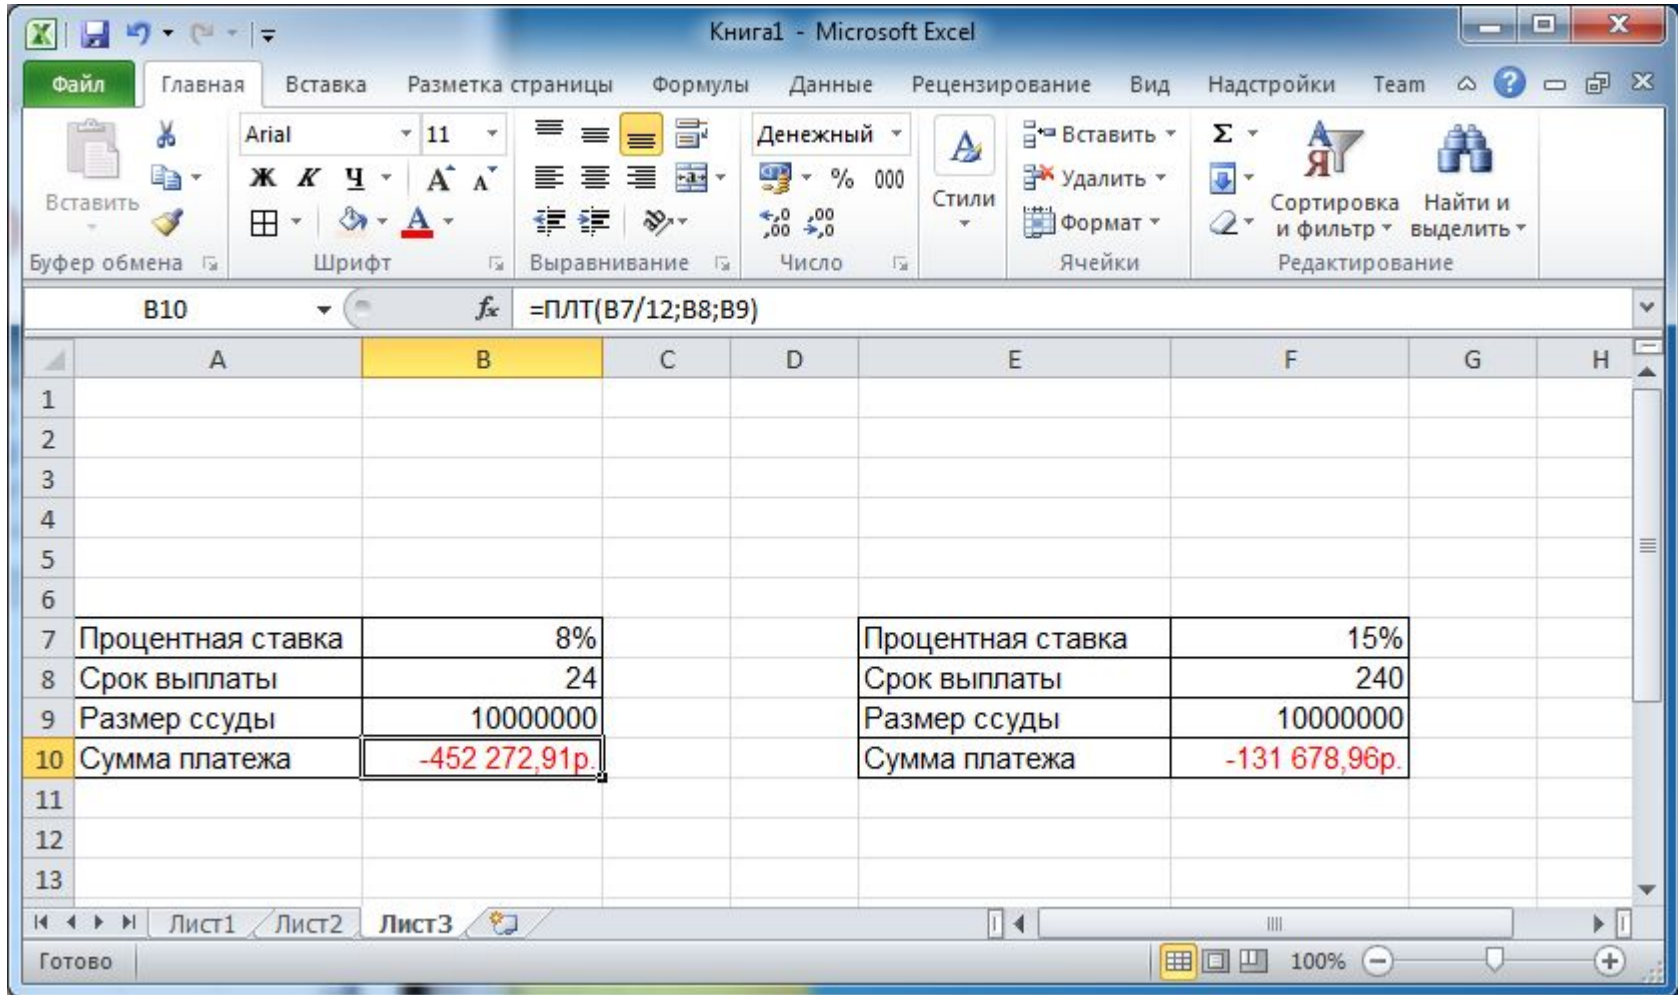 Книга1 - Microsoft Excel
Файл Главная Вставка Разметка страницы Формулы Данные Рецензирование Вид Надстройки Team
Arial 11 Денежный Вставить Σ
Ж К Ч А А % 000 Удалить
Вставить Стили Сортировка и фильтр Найти и выделить
А ,0 ,00 ,00 ,0 Формат
Буфер обмена Шрифт Выравнивание Число Ячейки Редактирование
B10 fx =ПЛТ(B7/12;B8;B9)
A B C D E F G H
1
2
3
4
5
6
7 Процентная ставка 8% Процентная ставка 15%
8 Срок выплаты 24 Срок выплаты 240
9 Размер ссуды 10000000 Размер ссуды 10000000
10 Сумма платежа -452 272,91р. Сумма платежа -131 678,96р.
11
12
13
Лист1 Лист2 Лист3
Готово 100%